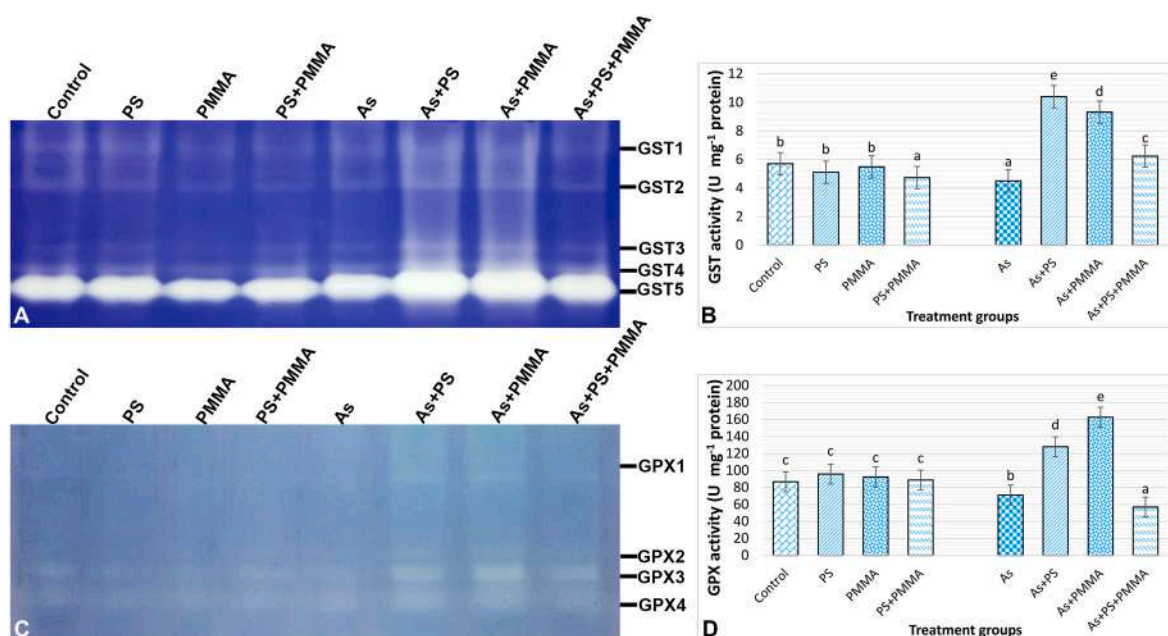 Control
PS
PMMA
PS+PMMA
As
As+PS
As+PMMA
As+PS+PMMA
GST1
GST2
GST3
GST4
GST5
A
12
10
8
6
4
2
0
GST activity (U mg-1 protein)
b
b
b
a
a
e
d
c
Control
PS
PMMA
PS+PMMA
As
As+PS
As+PMMA
As+PS+PMMA
Treatment groups
B
Control
PS
PMMA
PS+PMMA
As
As+PS
As+PMMA
As+PS+PMMA
GPX1
GPX2
GPX3
GPX4
C
200
180
160
140
120
100
80
60
40
20
0
GPX activity (U mg-1 protein)
c
c
c
c
b
d
e
a
Control
PS
PMMA
PS+PMMA
As
As+PS
As+PMMA
As+PS+PMMA
Treatment groups
D